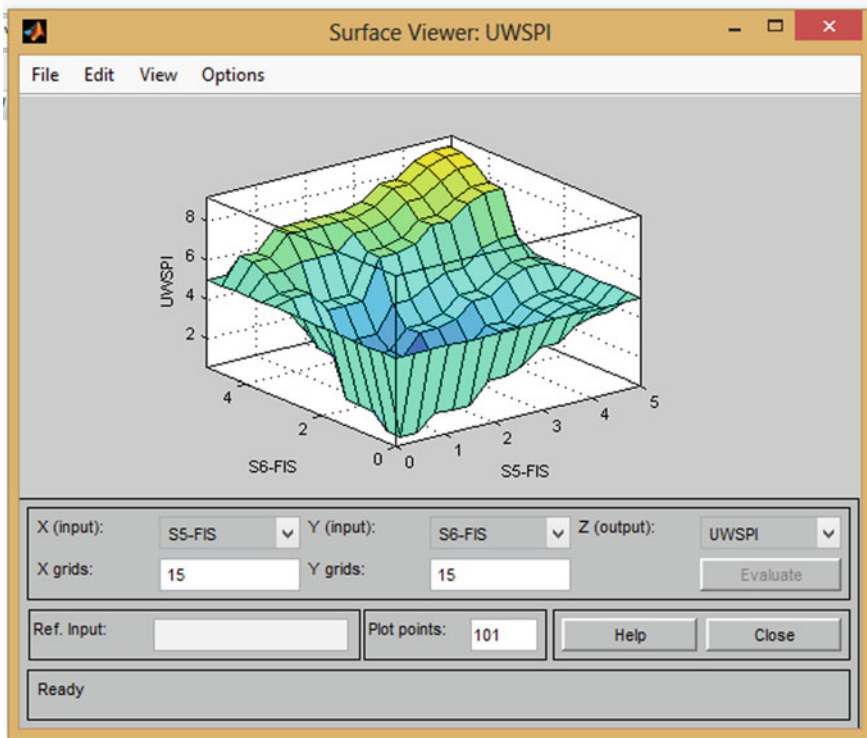 Surface Viewer: UWSPI
File Edit View Options
8
6
4
2
UWSPI
4
2
0
S6-FIS
0
1
2
3
4
5
S5-FIS
X (input): S5-FIS Y (input): S6-FIS Z (output): UWSPI
X grids: 15 Y grids: 15 Evaluate
Ref. Input: Plot points: 101 Help Close
Ready